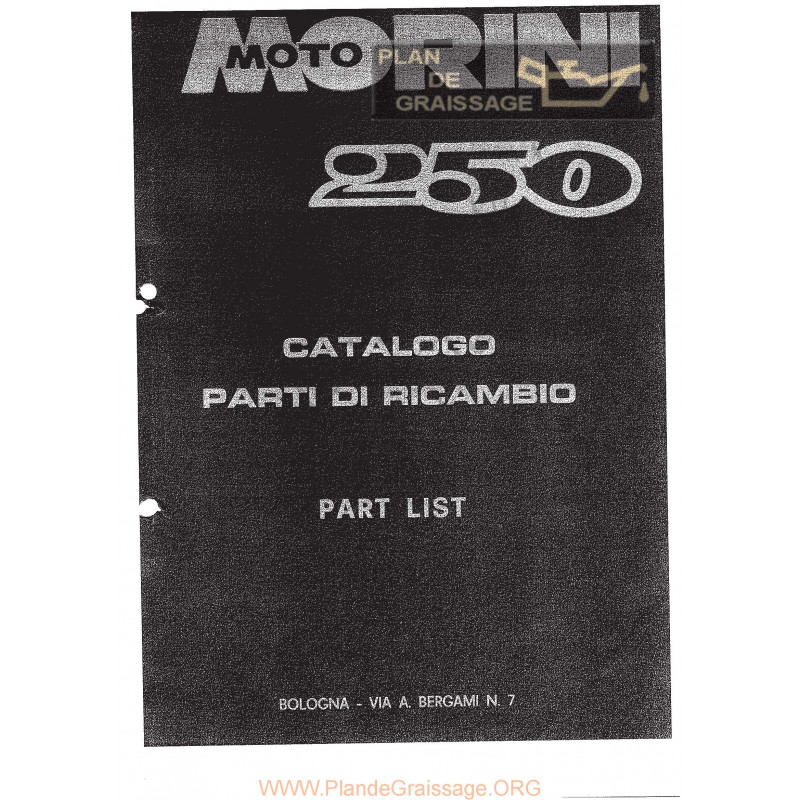 MOTO MORINI
PLAN
DE
GRAISSAGE
250
CATALOGO
PARTI DI RICAMBIO
PART LIST
BOLOGNA - VIA A. BERGAMI N. 7
www.PlandeGraissage.ORG